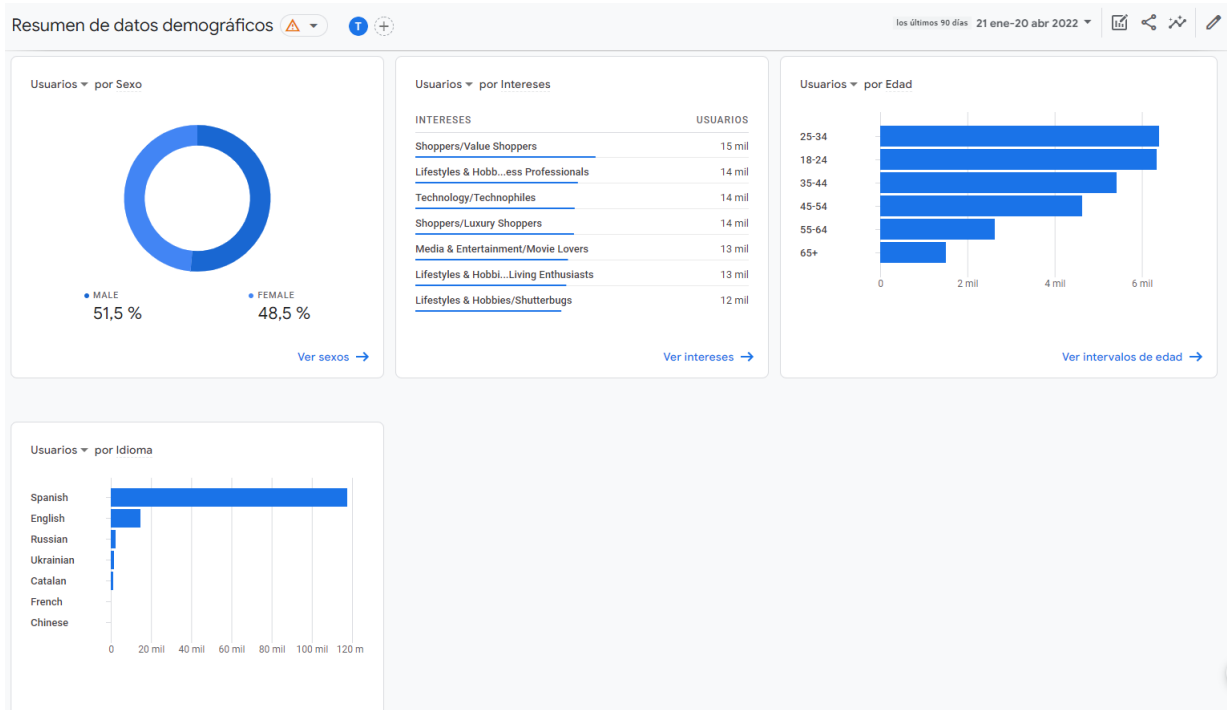 Resumen de datos demográficos
T
los últimos 90 días 21 ene-20 abr 2022
Usuarios por Sexo
MALE
51,5 %
FEMALE
48,5 %
Ver sexos
Usuarios por Intereses
INTERESES USUARIOS
Shoppers/Value Shoppers 15 mil
Lifestyles & Hobb...ess Professionals 14 mil
Technology/Technophiles 14 mil
Shoppers/Luxury Shoppers 14 mil
Media & Entertainment/Movie Lovers 13 mil
Lifestyles & Hobbi...Living Enthusiasts 13 mil
Lifestyles & Hobbies/Shutterbugs 12 mil
Ver intereses
Usuarios por Edad
25-34
18-24
35-44
45-54
55-64
65+
0 2 mil 4 mil 6 mil
Ver intervalos de edad
Usuarios por Idioma
Spanish
English
Russian
Ukrainian
Catalan
French
Chinese
0 20 mil 40 mil 60 mil 80 mil 100 mil 120 m